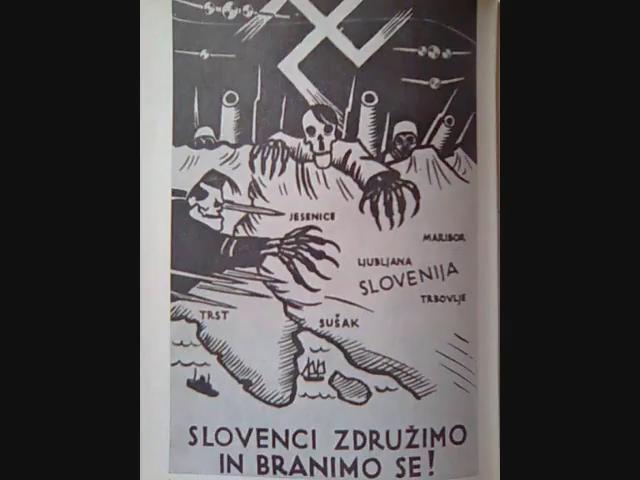 JESENICE
MARIBOR
LJUBLJANA
SLOVENIJA
TRBOVLJE
TRST
SUŠAK
SLOVENCI ZDRUŽIMO
IN BRANIMO SE!